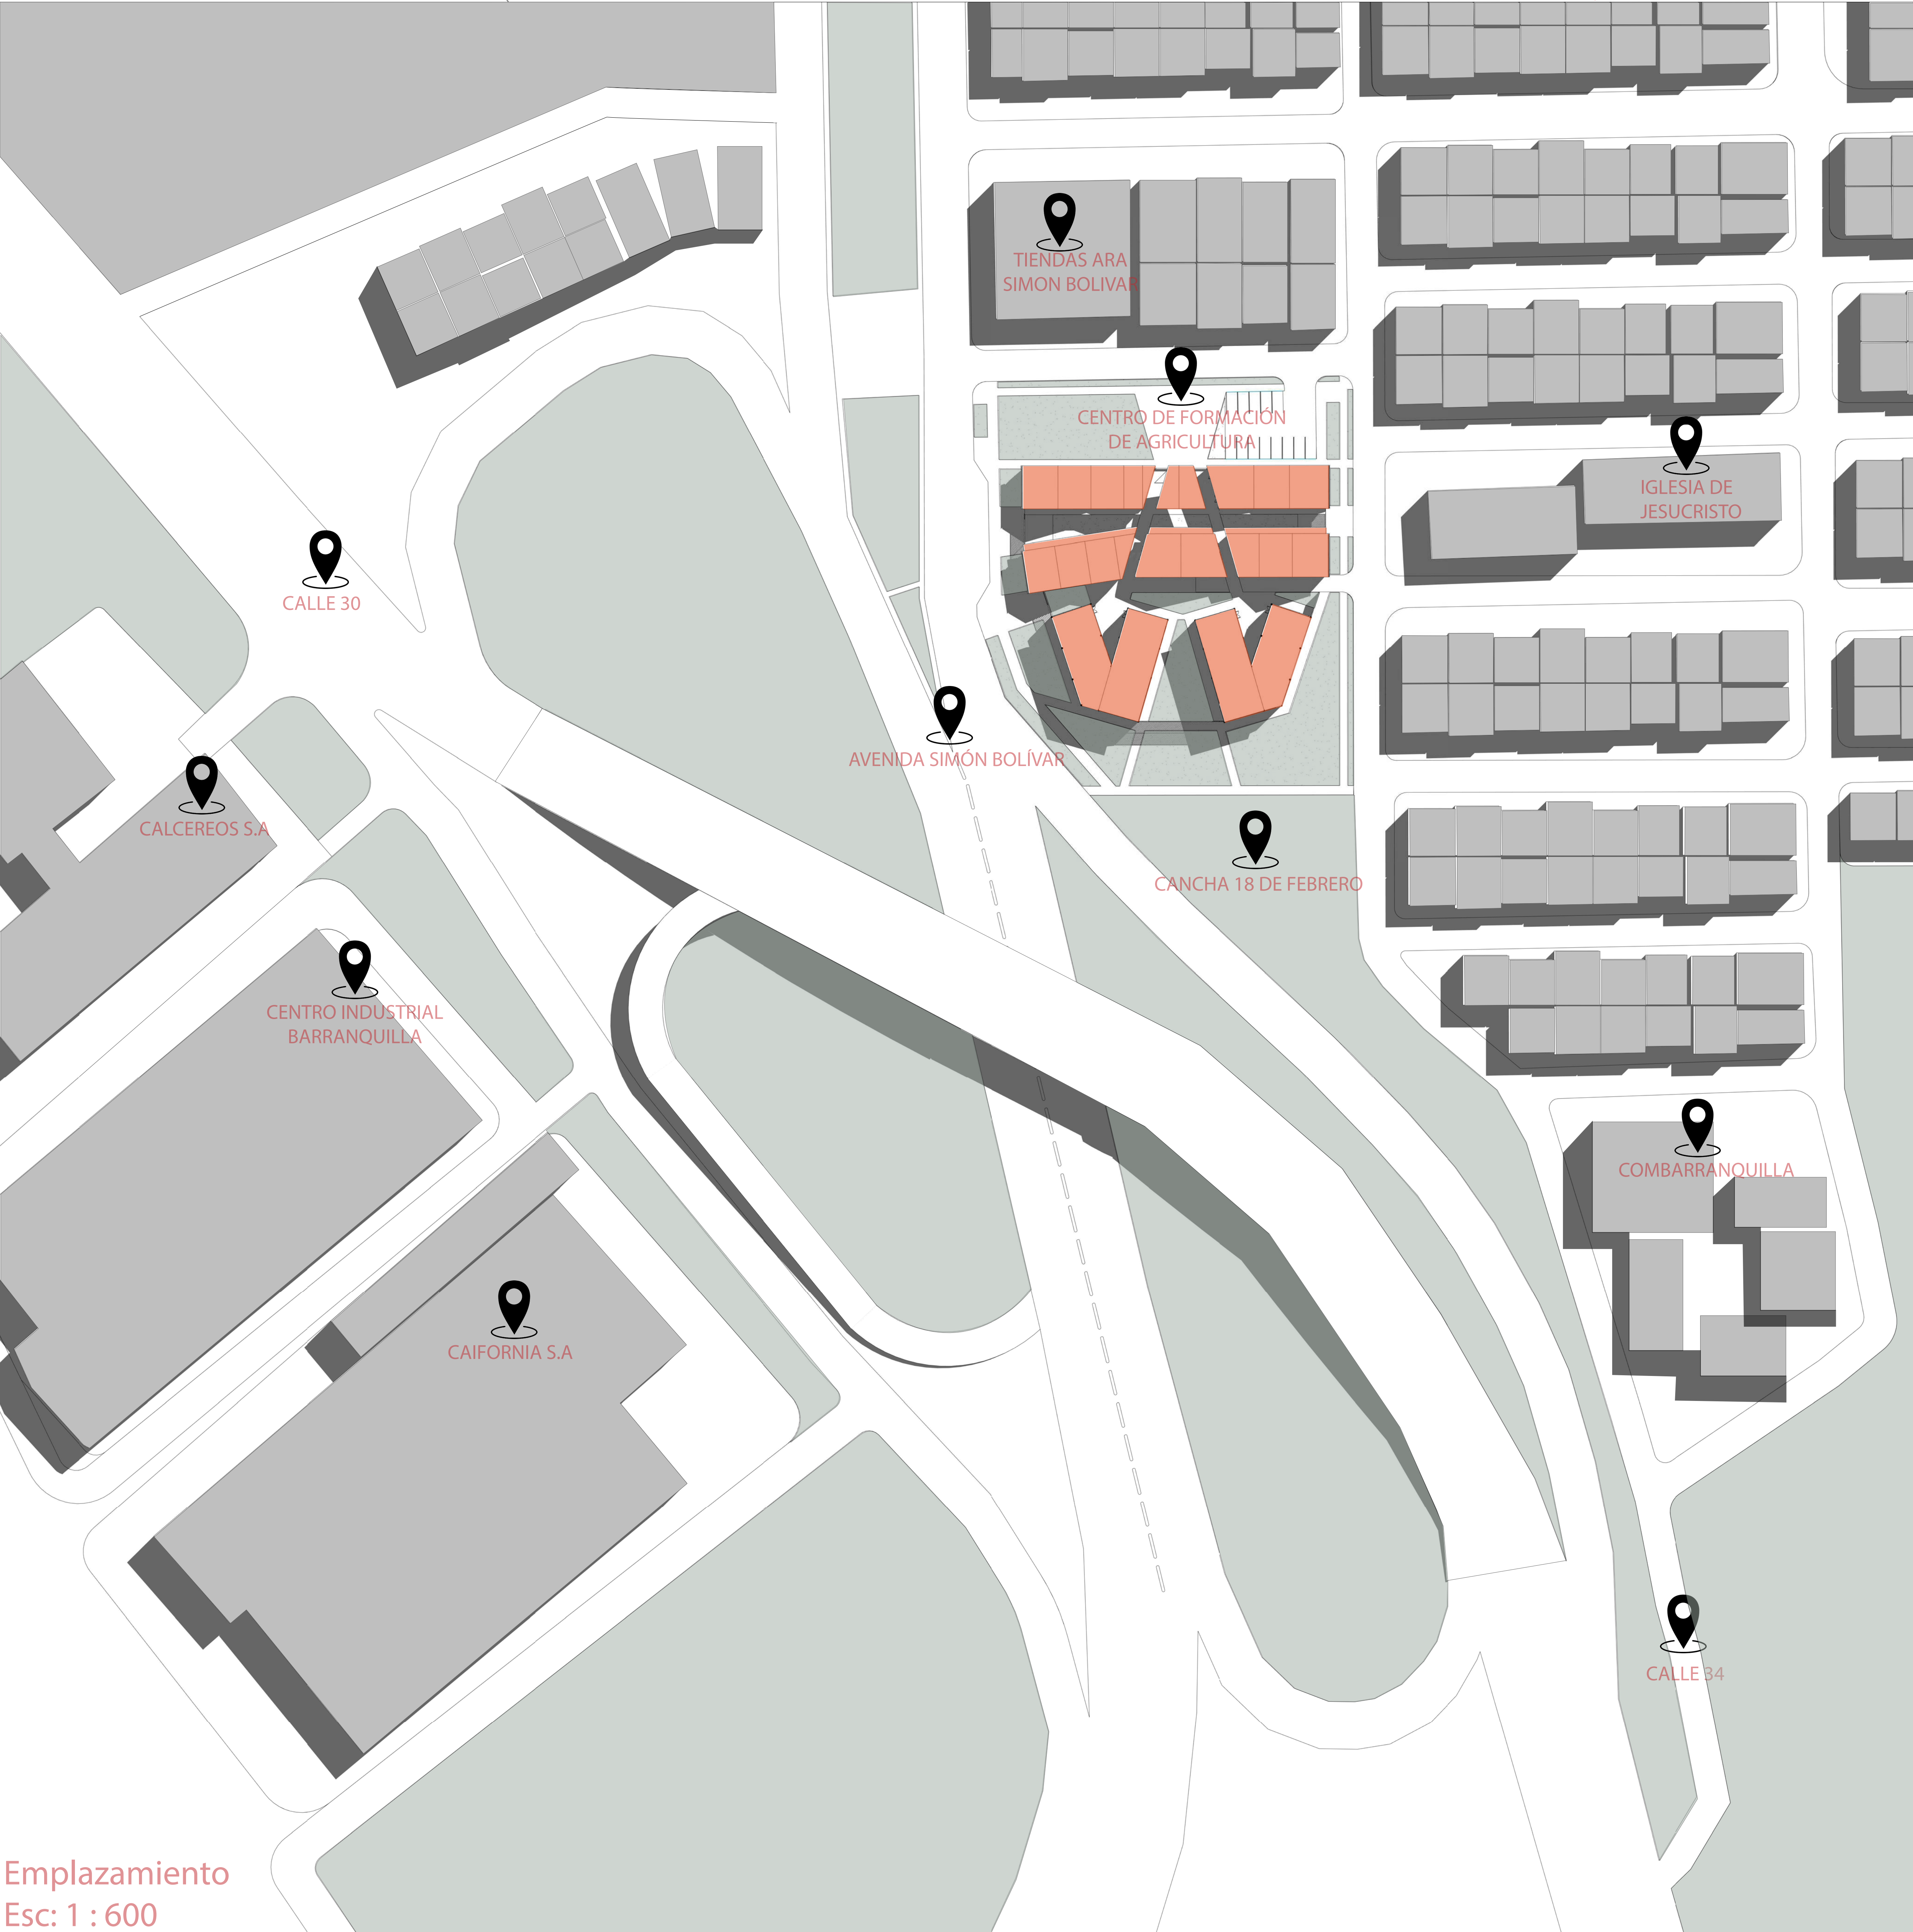 TIENDAS ARA
SIMON BOLIVAR
CENTRO DE FORMACIÓN
DE AGRICULTURA
IGLESIA DE
JESUCRISTO
CALLE 30
AVENIDA SIMÓN BOLÍVAR
CALCEREOS S.A
CANCHA 18 DE FEBRERO
CENTRO INDUSTRIAL
BARRANQUILLA
COMBARRANQUILLA
CAIFORNIA S.A
CALLE 34
Emplazamiento
Esc: 1 : 600